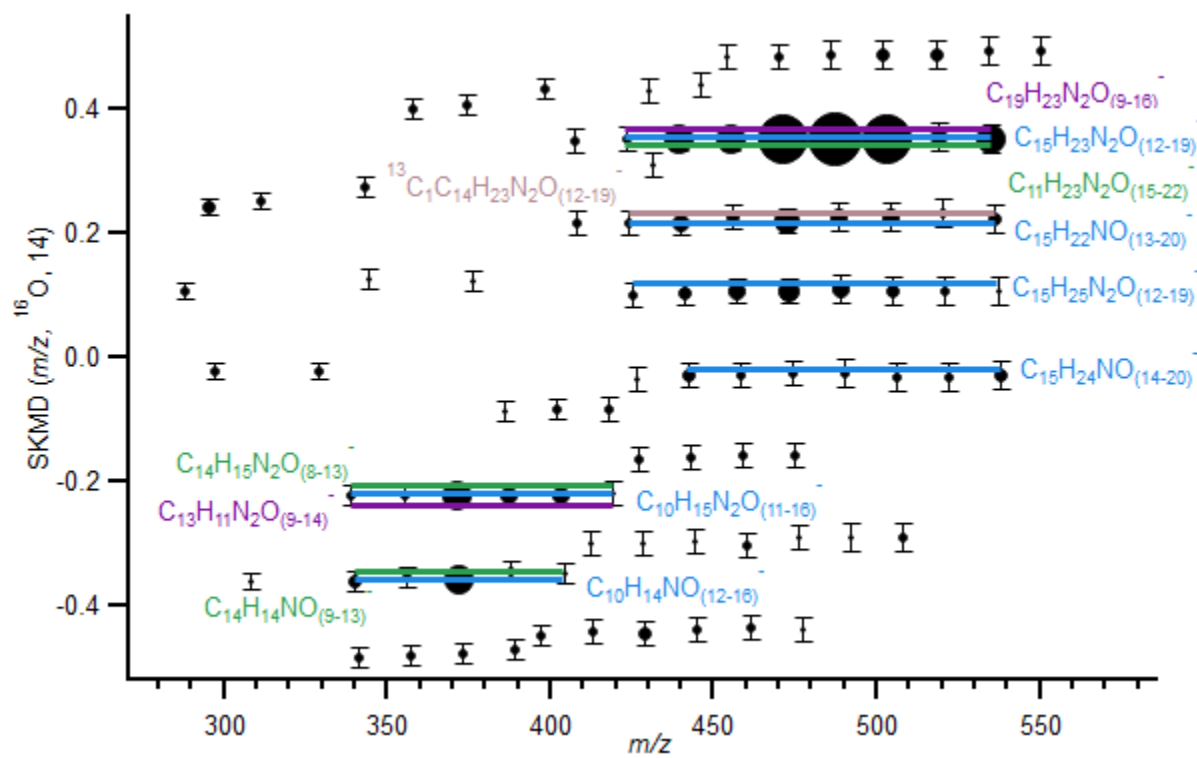 C₁₉H₂₃N₂O₍₉₋₁₆₎⁻
0.4
C₁₅H₂₃N₂O₍₁₂₋₁₉₎⁻
¹³C₁C₁₄H₂₃N₂O₍₁₂₋₁₉₎⁻
C₁₁H₂₃N₂O₍₁₅₋₂₂₎⁻
0.2
C₁₅H₂₂NO₍₁₃₋₂₀₎⁻
C₁₅H₂₅N₂O₍₁₂₋₁₉₎⁻
SKMD (m/z, ¹⁶O, 14)
0.0
C₁₅H₂₄NO₍₁₄₋₂₀₎⁻
C₁₄H₁₅N₂O₍₈₋₁₃₎⁻
-0.2
C₁₃H₁₁N₂O₍₉₋₁₄₎⁻
C₁₀H₁₅N₂O₍₁₁₋₁₆₎⁻
C₁₀H₁₄NO₍₁₂₋₁₆₎⁻
-0.4
C₁₄H₁₄NO₍₉₋₁₃₎⁻
300 350 400 450 500 550
m/z